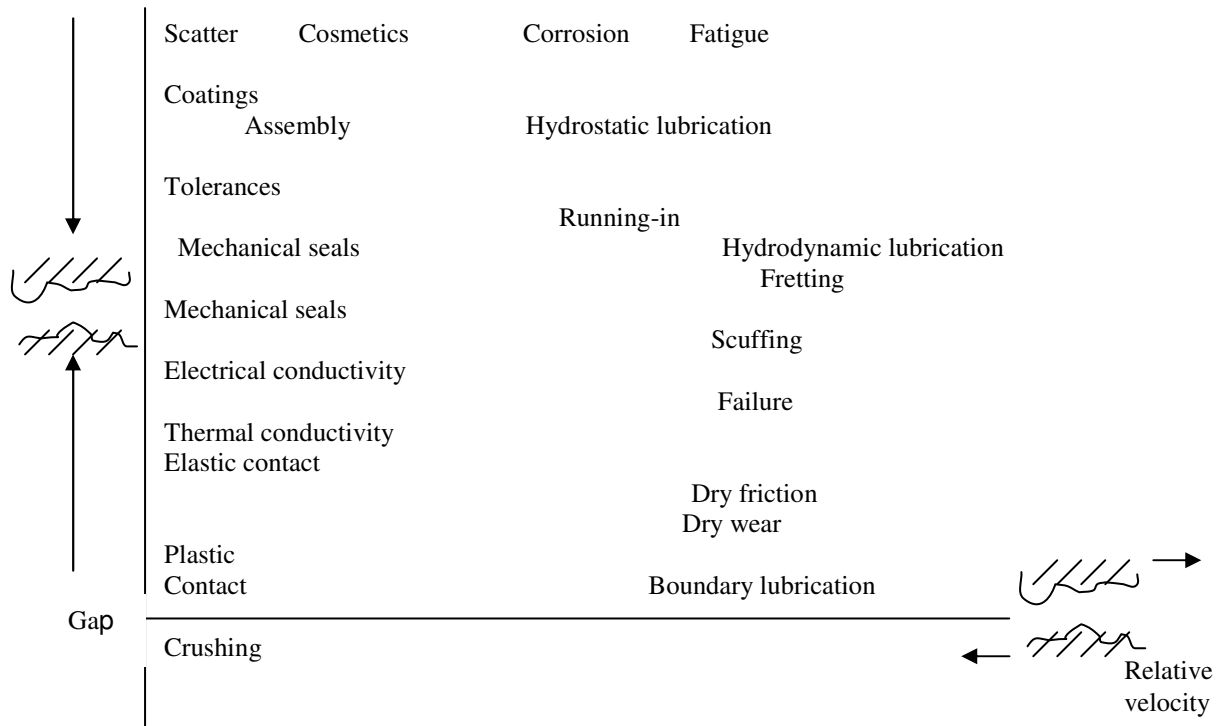 Scatter Cosmetics Corrosion Fatigue
Coatings
Assembly Hydrostatic lubrication
Tolerances
Running-in
Mechanical seals Hydrodynamic lubrication
Fretting
Mechanical seals
Scuffing
Electrical conductivity
Failure
Thermal conductivity
Elastic contact
Dry friction
Dry wear
Plastic
Contact Boundary lubrication
Gap
Crushing
Relative
velocity